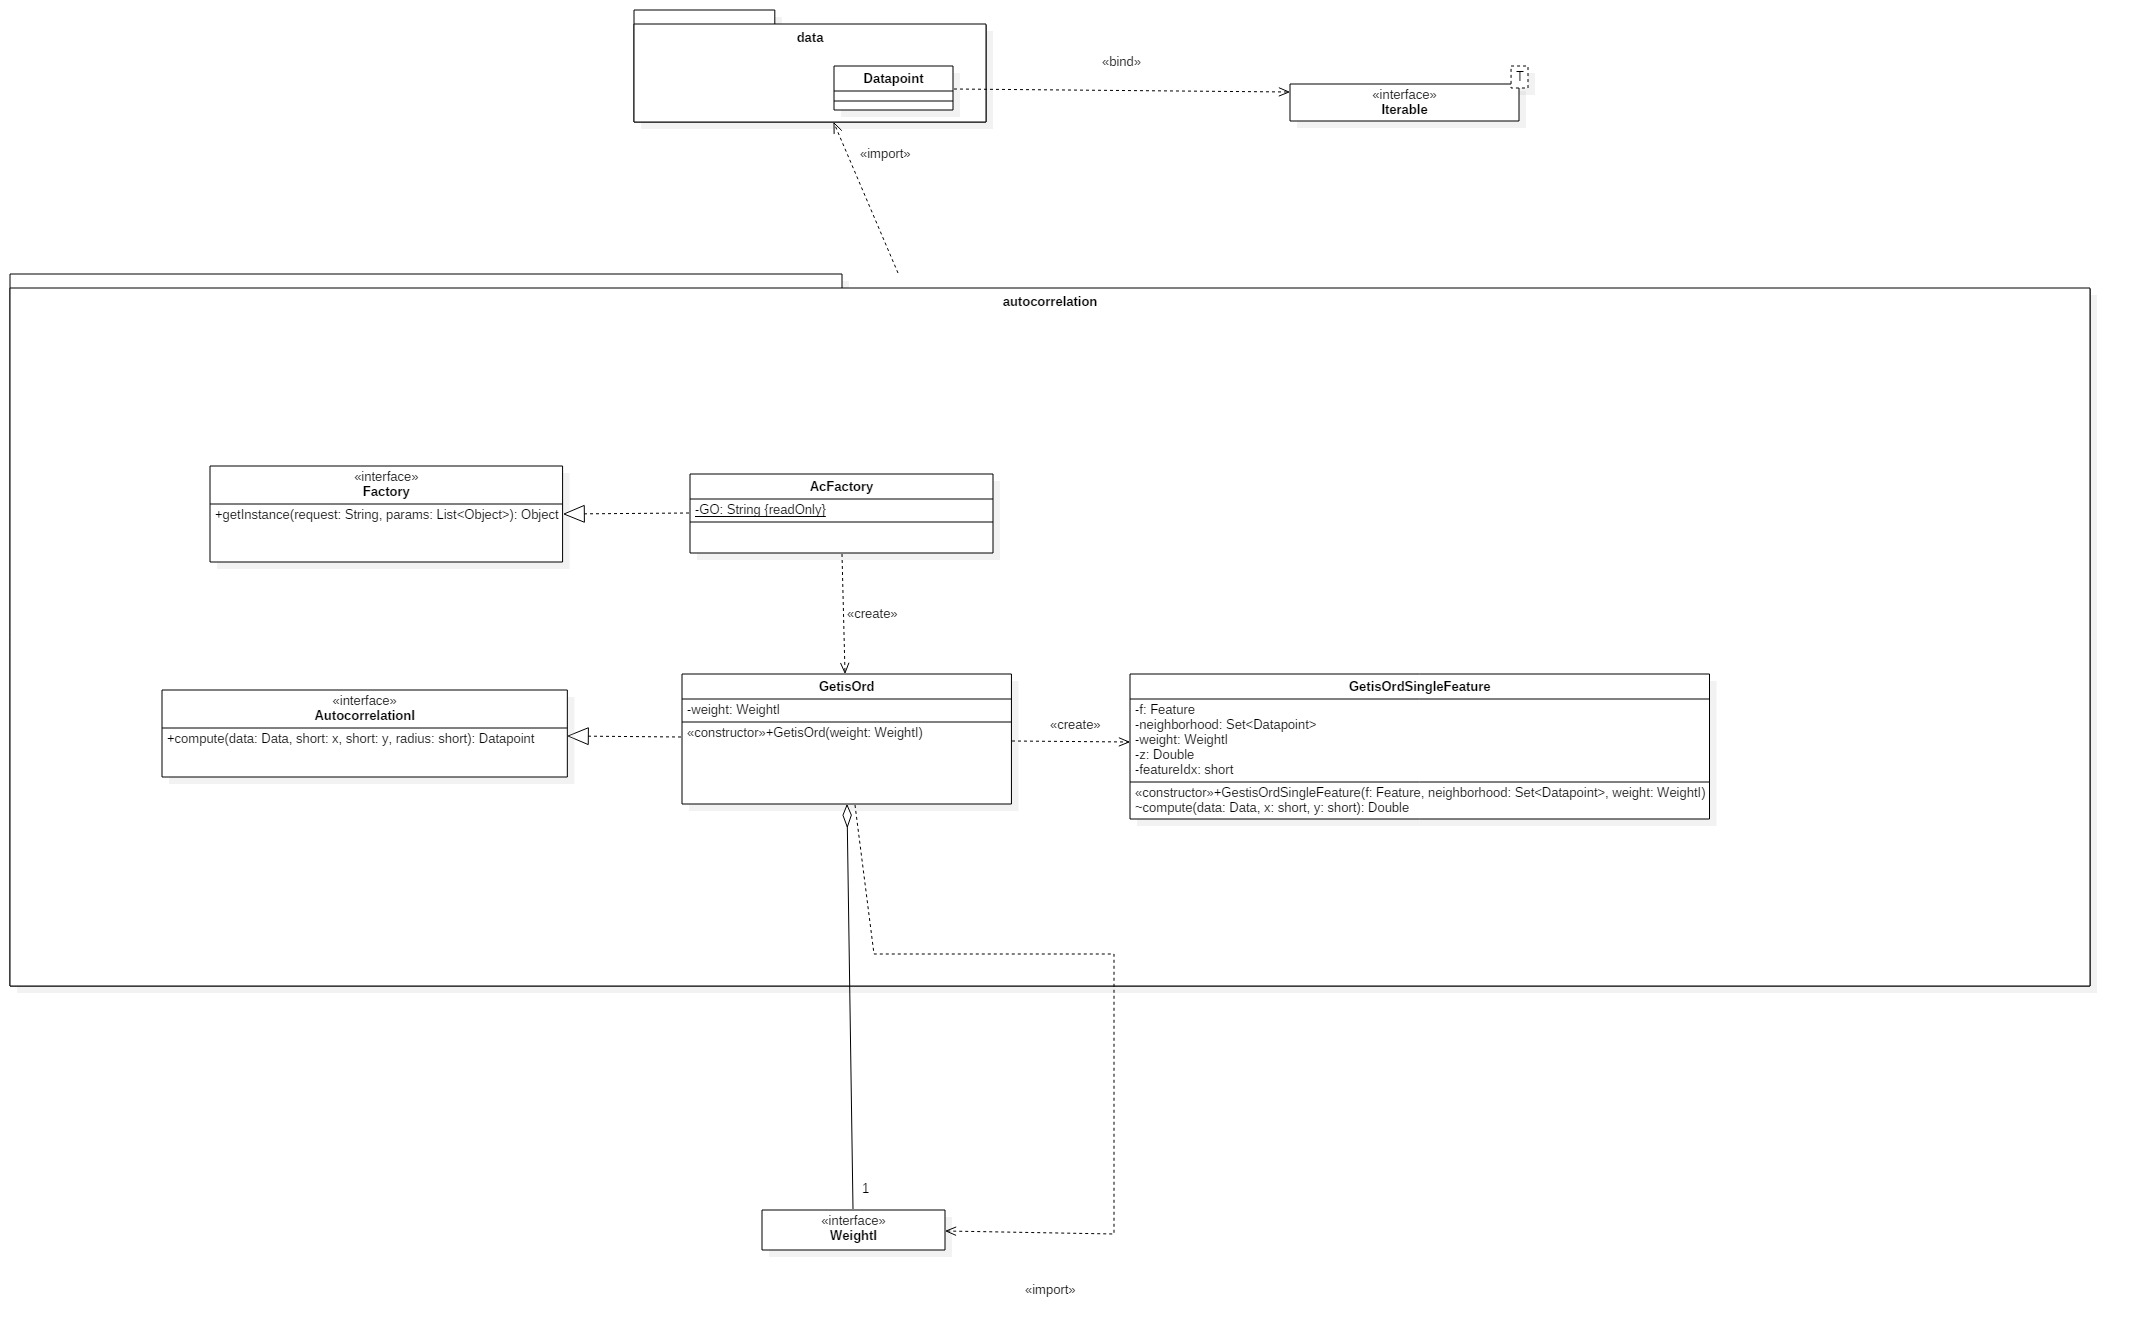 data
Datapoint
«bind»
T
«interface»
Iterable
«import»
autocorrelation
«interface»
Factory
+getInstance(request: String, params: List<Object>): Object
AcFactory
-GO: String {readOnly}
«create»
«interface»
AutocorrelationI
+compute(data: Data, short: x, short: y, radius: short): Datapoint
GetisOrd
-weight: WeightI
«constructor»+GetisOrd(weight: WeightI)
«create»
GetisOrdSingleFeature
-f: Feature
-neighborhood: Set<Datapoint>
-weight: WeightI
-z: Double
-featureIdx: short
«constructor»+GestisOrdSingleFeature(f: Feature, neighborhood: Set<Datapoint>, weight: WeightI)
~compute(data: Data, x: short, y: short): Double
1
«interface»
WeightI
«import»